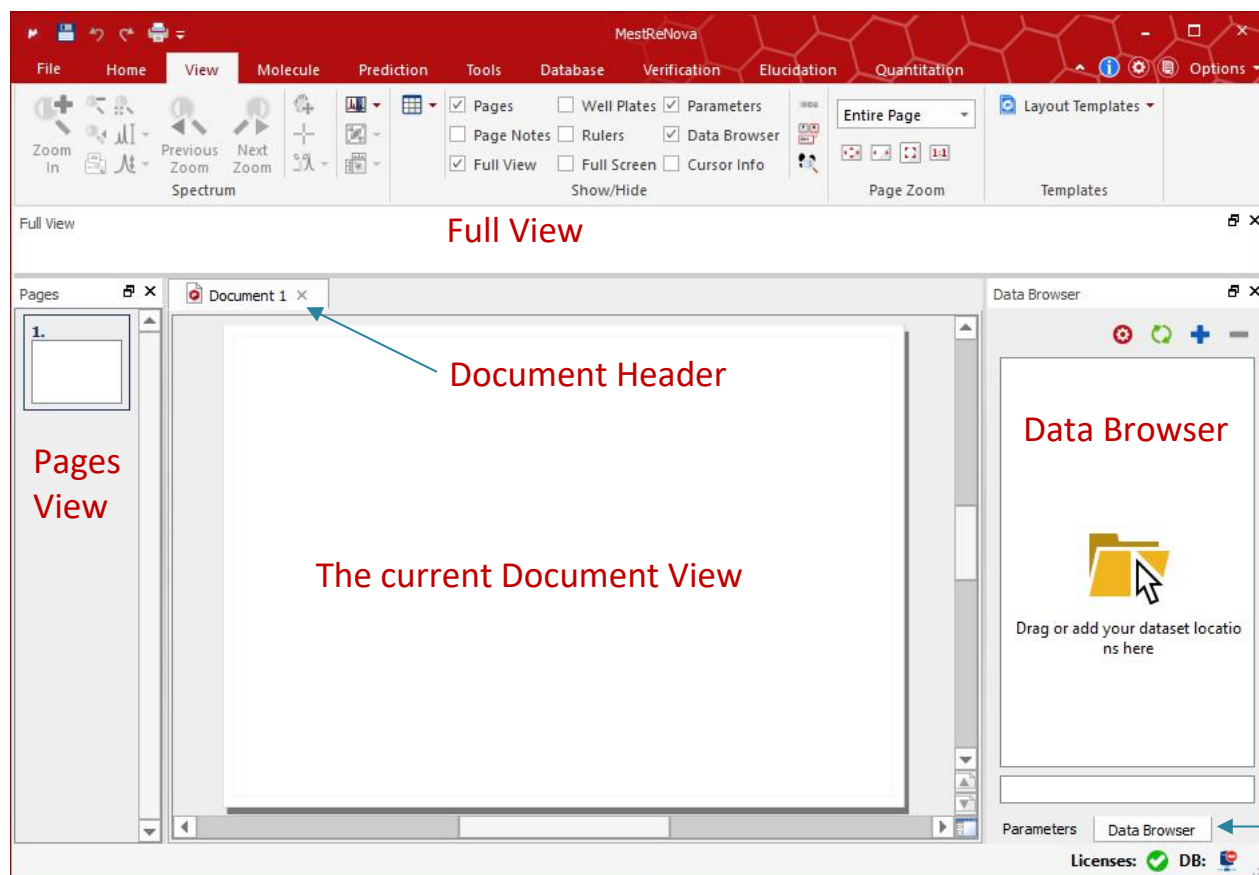 MestReNova
File Home View Molecule Prediction Tools Database Verification Elucidation Quantitation Options
Pages Well Plates Parameters
Entire Page
Layout Templates
Zoom In
Previous Zoom
Next Zoom
Page Notes Rulers Data Browser
Full View Full Screen Cursor Info
1:1
Spectrum Show/Hide Page Zoom Templates
Full View
Full View
Pages
Document 1
Data Browser
1.
Document Header
Pages
View
Data Browser
The current Document View
Drag or add your dataset locatio
ns here
Parameters Data Browser
Licenses: DB: